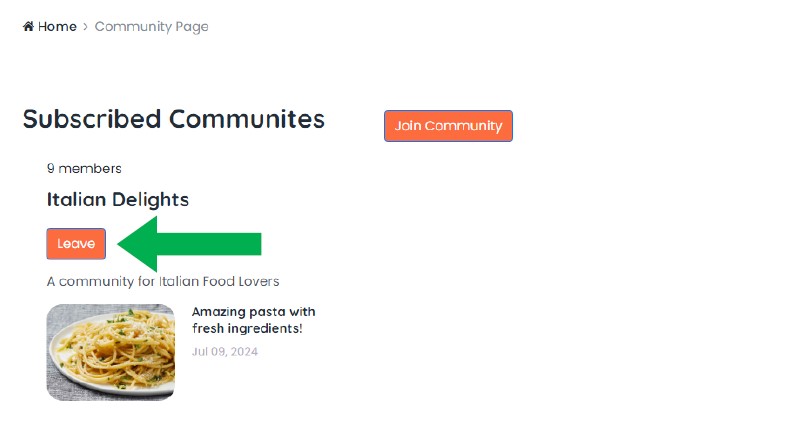 Home > Community Page
Subscribed Communites
Join Community
9 members
Italian Delights
Leave
A community for Italian Food Lovers
Amazing pasta with
fresh ingredients!
Jul 09, 2024